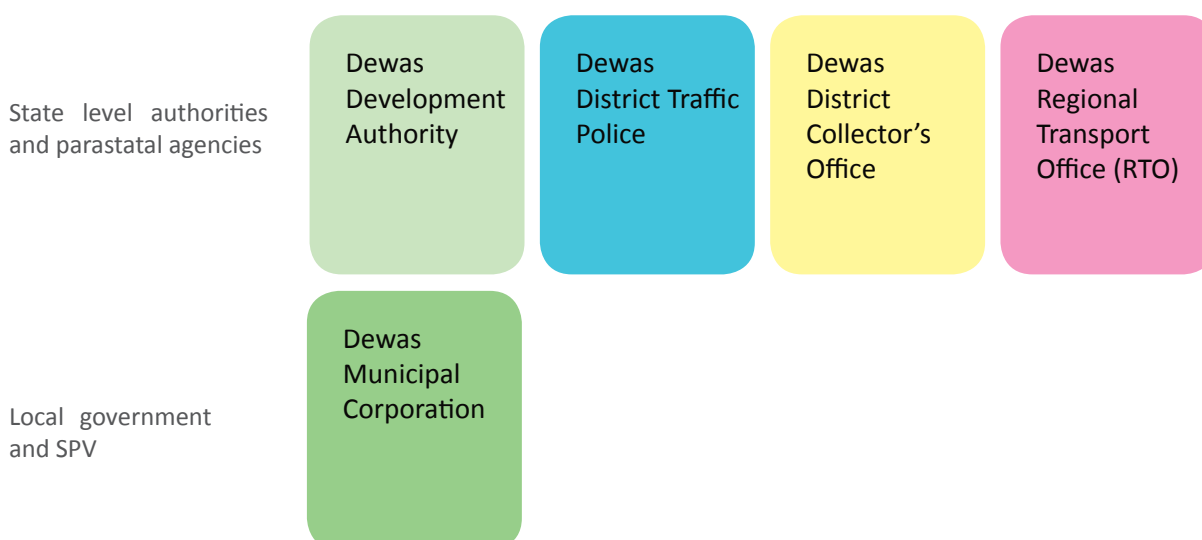 State level authorities
and parastatal agencies
Dewas
Development
Authority
Dewas
District Traffic
Police
Dewas
District
Collector’s
Office
Dewas
Regional
Transport
Office (RTO)
Local government
and SPV
Dewas
Municipal
Corporation